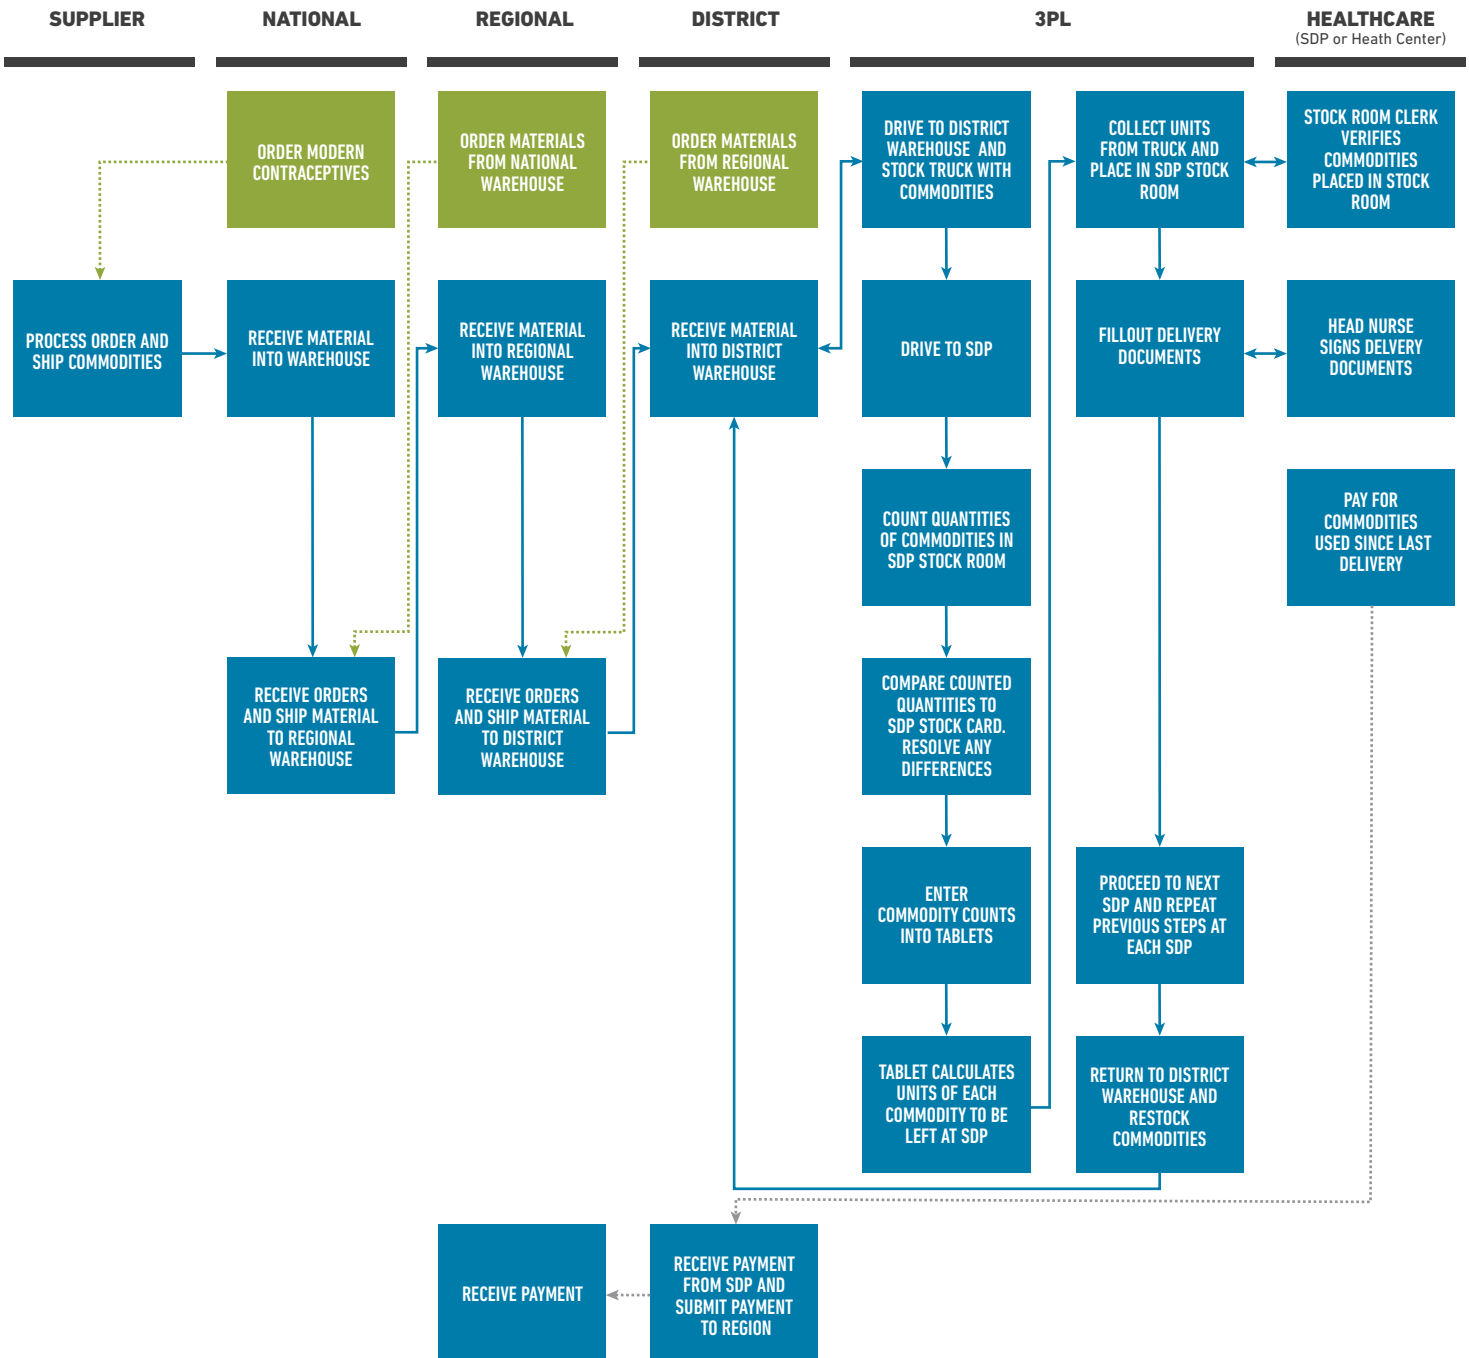 SUPPLIER
NATIONAL
REGIONAL
DISTRICT
3PL
HEALTHCARE
(SDP or Heath Center)
ORDER MODERN
CONTRACEPTIVES
ORDER MATERIALS
FROM NATIONAL
WAREHOUSE
ORDER MATERIALS
FROM REGIONAL
WAREHOUSE
DRIVE TO DISTRICT
WAREHOUSE AND
STOCK TRUCK WITH
COMMODITIES
COLLECT UNITS
FROM TRUCK AND
PLACE IN SDP STOCK
ROOM
STOCK ROOM CLERK
VERIFIES
COMMODITIES
PLACED IN STOCK
ROOM
PROCESS ORDER AND
SHIP COMMODITIES
RECEIVE MATERIAL
INTO WAREHOUSE
RECEIVE MATERIAL
INTO REGIONAL
WAREHOUSE
RECEIVE MATERIAL
INTO DISTRICT
WAREHOUSE
DRIVE TO SDP
FILLOUT DELIVERY
DOCUMENTS
HEAD NURSE
SIGNS DELVERY
DOCUMENTS
COUNT QUANTITIES
OF COMMODITIES IN
SDP STOCK ROOM
PAY FOR
COMMODITIES
USED SINCE LAST
DELIVERY
RECEIVE ORDERS
AND SHIP MATERIAL
TO REGIONAL
WAREHOUSE
RECEIVE ORDERS
AND SHIP MATERIAL
TO DISTRICT
WAREHOUSE
COMPARE COUNTED
QUANTITIES TO
SDP STOCK CARD.
RESOLVE ANY
DIFFERENCES
ENTER
COMMODITY COUNTS
INTO TABLETS
PROCEED TO NEXT
SDP AND REPEAT
PREVIOUS STEPS AT
EACH SDP
TABLET CALCULATES
UNITS OF EACH
COMMODITY TO BE
LEFT AT SDP
RETURN TO DISTRICT
WAREHOUSE AND
RESTOCK
COMMODITIES
RECEIVE PAYMENT
RECEIVE PAYMENT
FROM SDP AND
SUBMIT PAYMENT
TO REGION